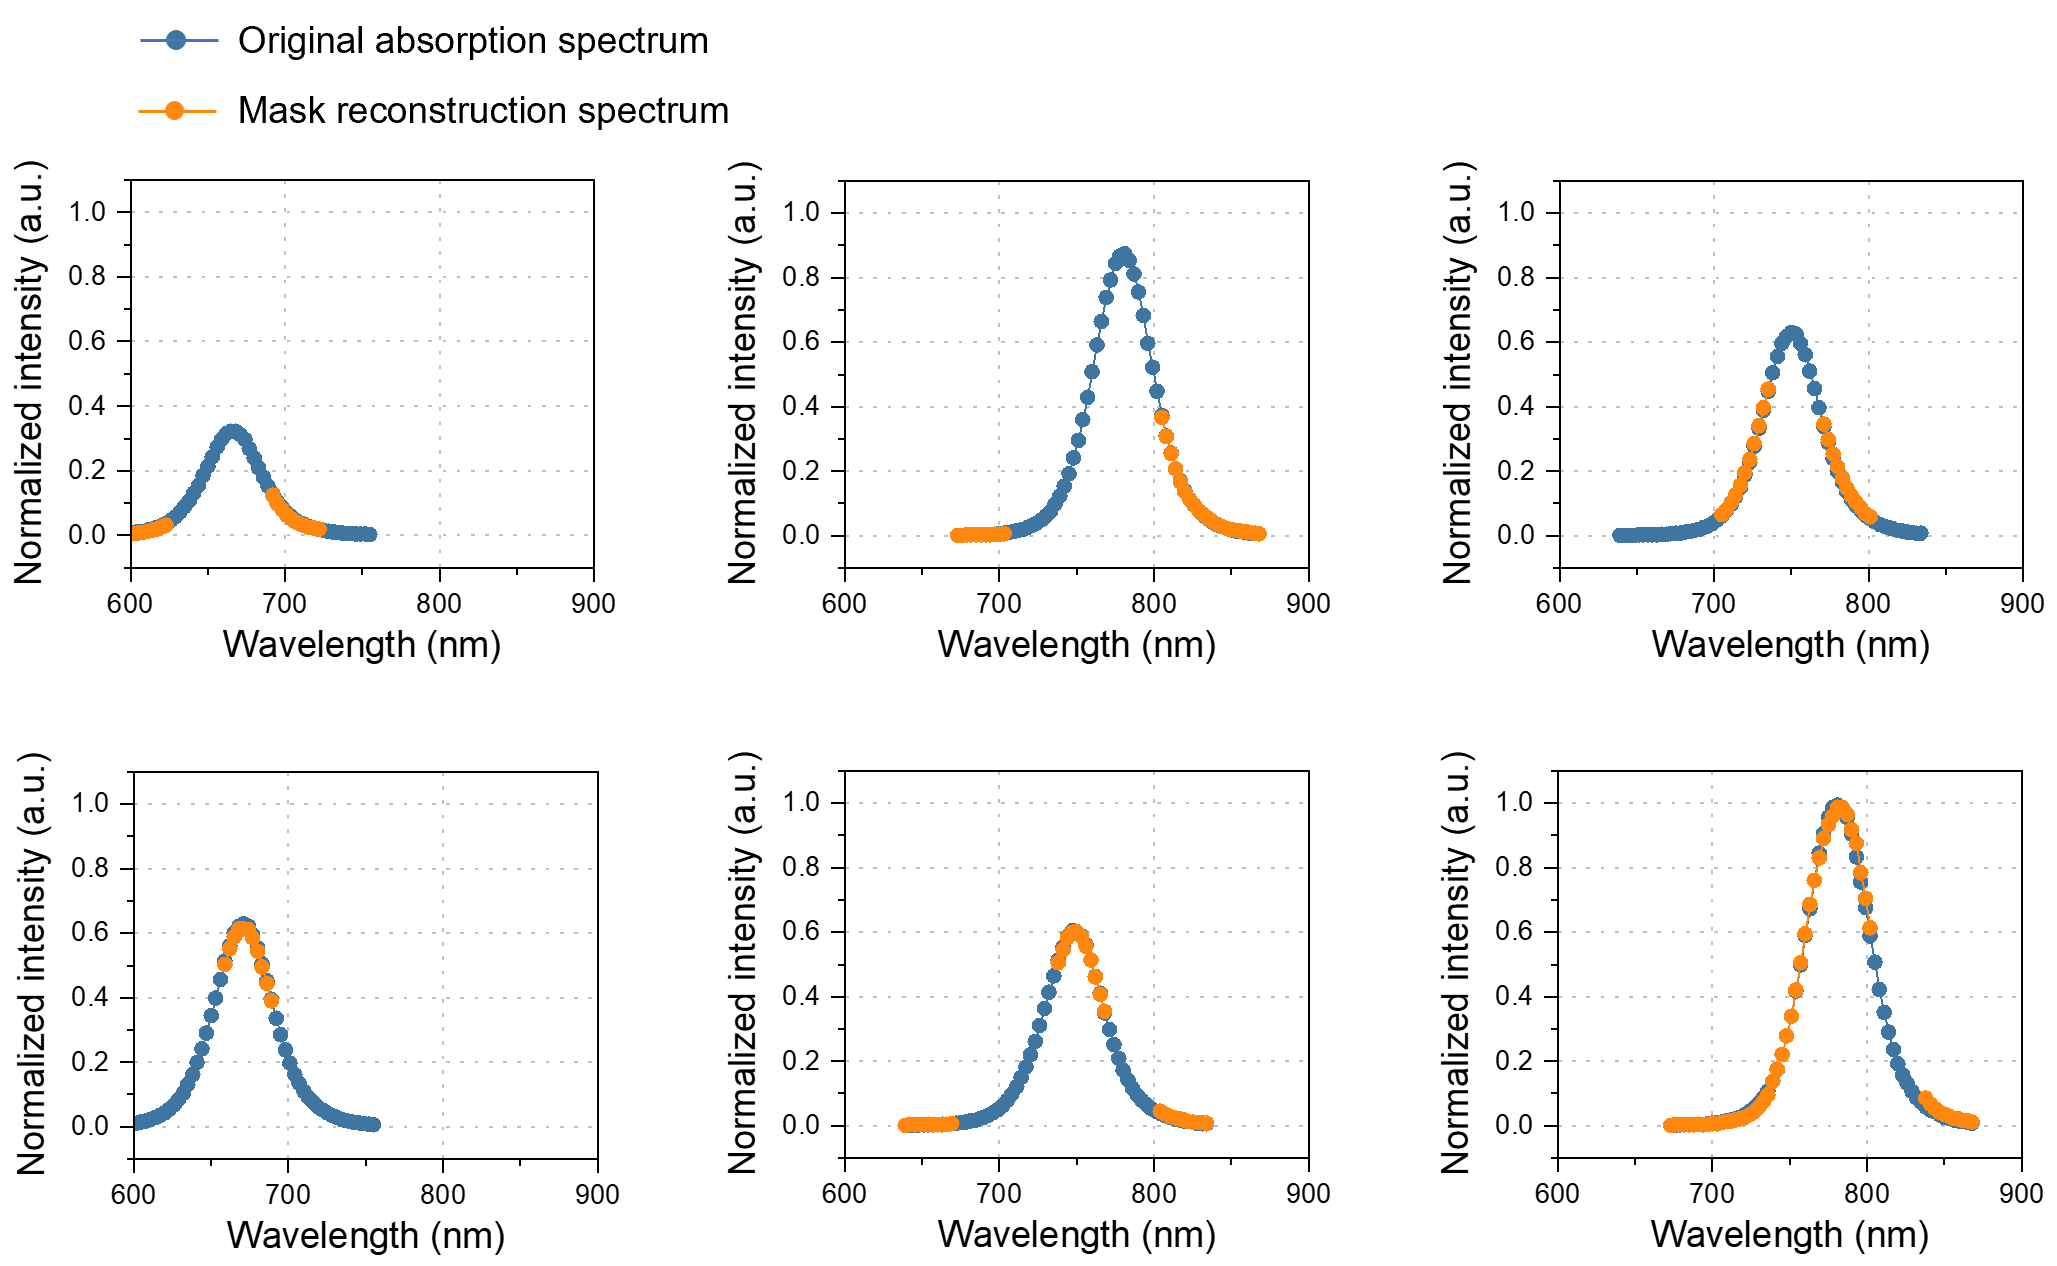 Original absorption spectrum
Mask reconstruction spectrum
Normalized intensity (a.u.)
1.0
0.8
0.6
0.4
0.2
0.0
600 700 800 900
Wavelength (nm)
Normalized intensity (a.u.)
1.0
0.8
0.6
0.4
0.2
0.0
600 700 800 900
Wavelength (nm)
Normalized intensity (a.u.)
1.0
0.8
0.6
0.4
0.2
0.0
600 700 800 900
Wavelength (nm)
Normalized intensity (a.u.)
1.0
0.8
0.6
0.4
0.2
0.0
600 700 800 900
Wavelength (nm)
Normalized intensity (a.u.)
1.0
0.8
0.6
0.4
0.2
0.0
600 700 800 900
Wavelength (nm)
Normalized intensity (a.u.)
1.0
0.8
0.6
0.4
0.2
0.0
600 700 800 900
Wavelength (nm)